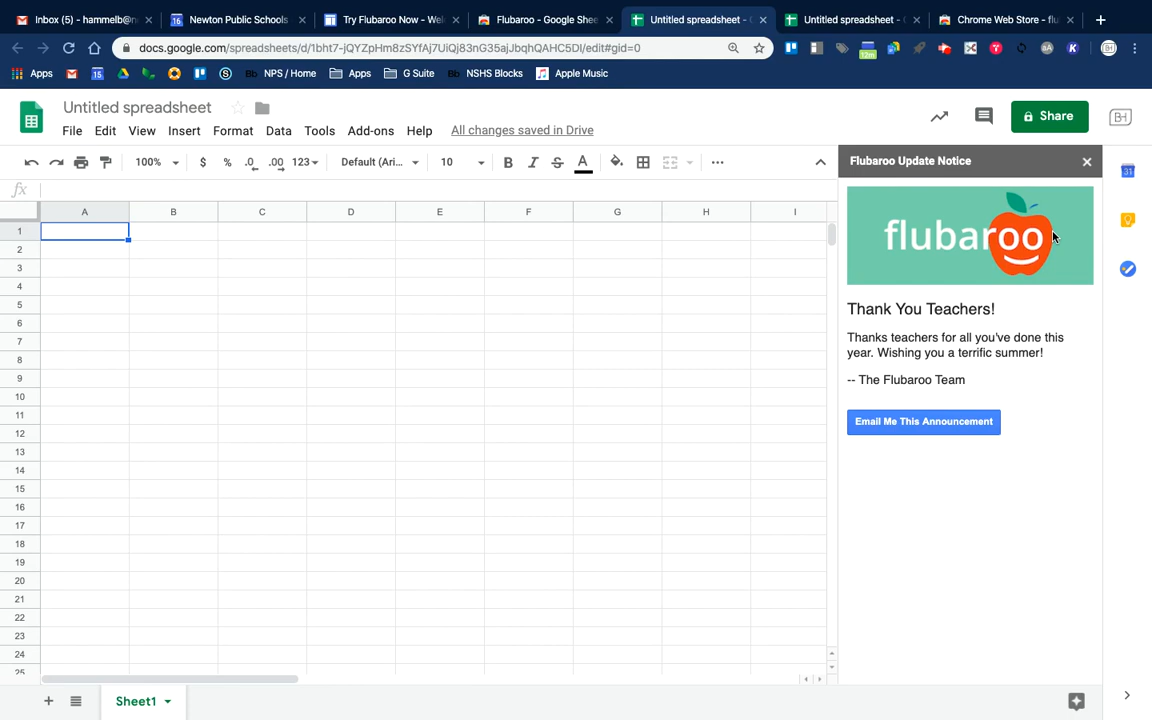 Inbox (5) - hammelb@n
Newton Public Schools
Try Flubaroo Now - Wel
Flubaroo - Google Shee
Untitled spreadsheet - G
Untitled spreadsheet - G
Chrome Web Store - flu
docs.google.com/spreadsheets/d/1bht7-jQYZpHm8zSYfAj7UiQj83nG35ajJbqhQAHC5DI/edit#gid=0
Apps
NPS / Home
Apps
G Suite
Bb NSHS Blocks
Apple Music
Untitled spreadsheet
File Edit View Insert Format Data Tools Add-ons Help All changes saved in Drive
Share
100% $ % .0 .00 123 Default (Ari... 10 B I S A
fx
Flubaroo Update Notice
A B C D E F G H I
1
2
3
4
5
6
7
8
9
10
11
12
13
14
15
16
17
18
19
20
21
22
23
24
25
flubaroo
Thank You Teachers!
Thanks teachers for all you've done this
year. Wishing you a terrific summer!
-- The Flubaroo Team
Email Me This Announcement
Sheet1